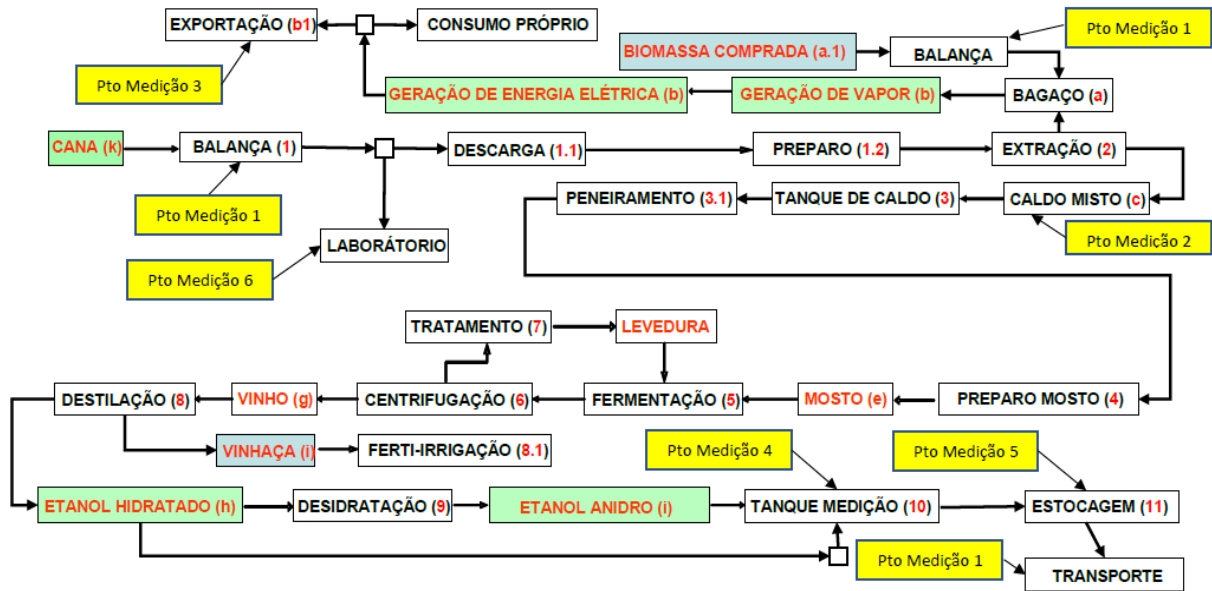 EXPORTAÇÃO (b1)
CONSUMO PRÓPRIO
Pto Medição 1
BIOMASSA COMPRADA (a.1)
BALANÇA
Pto Medição 3
GERAÇÃO DE ENERGIA ELÉTRICA (b)
GERAÇÃO DE VAPOR (b)
BAGAÇO (a)
CANA (k)
BALANÇA (1)
DESCARGA (1.1)
PREPARO (1.2)
EXTRAÇÃO (2)
PENEIRAMENTO (3.1)
TANQUE DE CALDO (3)
CALDO MISTO (c)
Pto Medição 1
LABORÁTORIO
Pto Medição 2
Pto Medição 6
TRATAMENTO (7)
LEVEDURA
DESTILAÇÃO (8)
VINHO (g)
CENTRIFUGAÇÃO (6)
FERMENTAÇÃO (5)
MOSTO (e)
PREPARO MOSTO (4)
VINHAÇA (i)
FERTI-IRRIGAÇÃO (8.1)
Pto Medição 4
Pto Medição 5
ETANOL HIDRATADO (h)
DESIDRATAÇÃO (9)
ETANOL ANIDRO (i)
TANQUE MEDIÇÃO (10)
ESTOCAGEM (11)
Pto Medição 1
TRANSPORTE